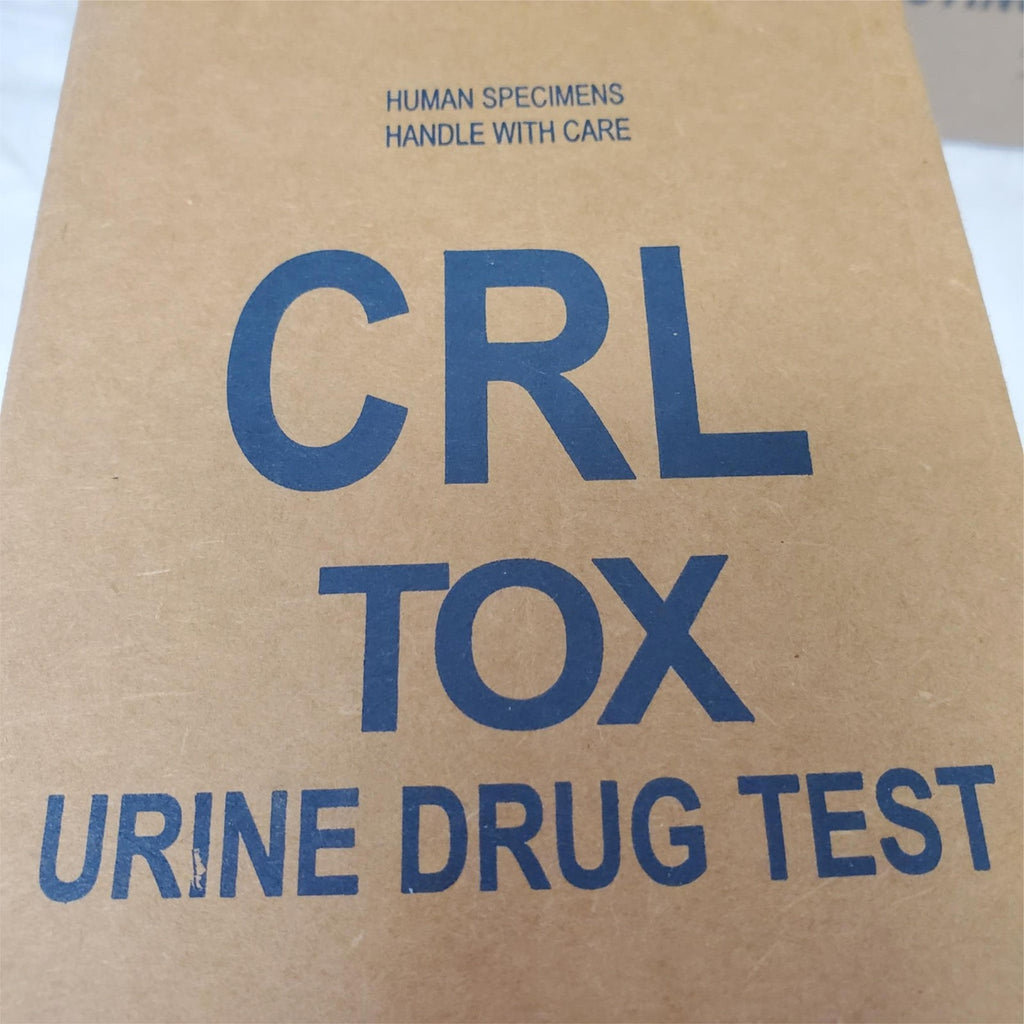 HUMAN SPECIMENS
HANDLE WITH CARE
CRL
TOX
URINE DRUG TEST